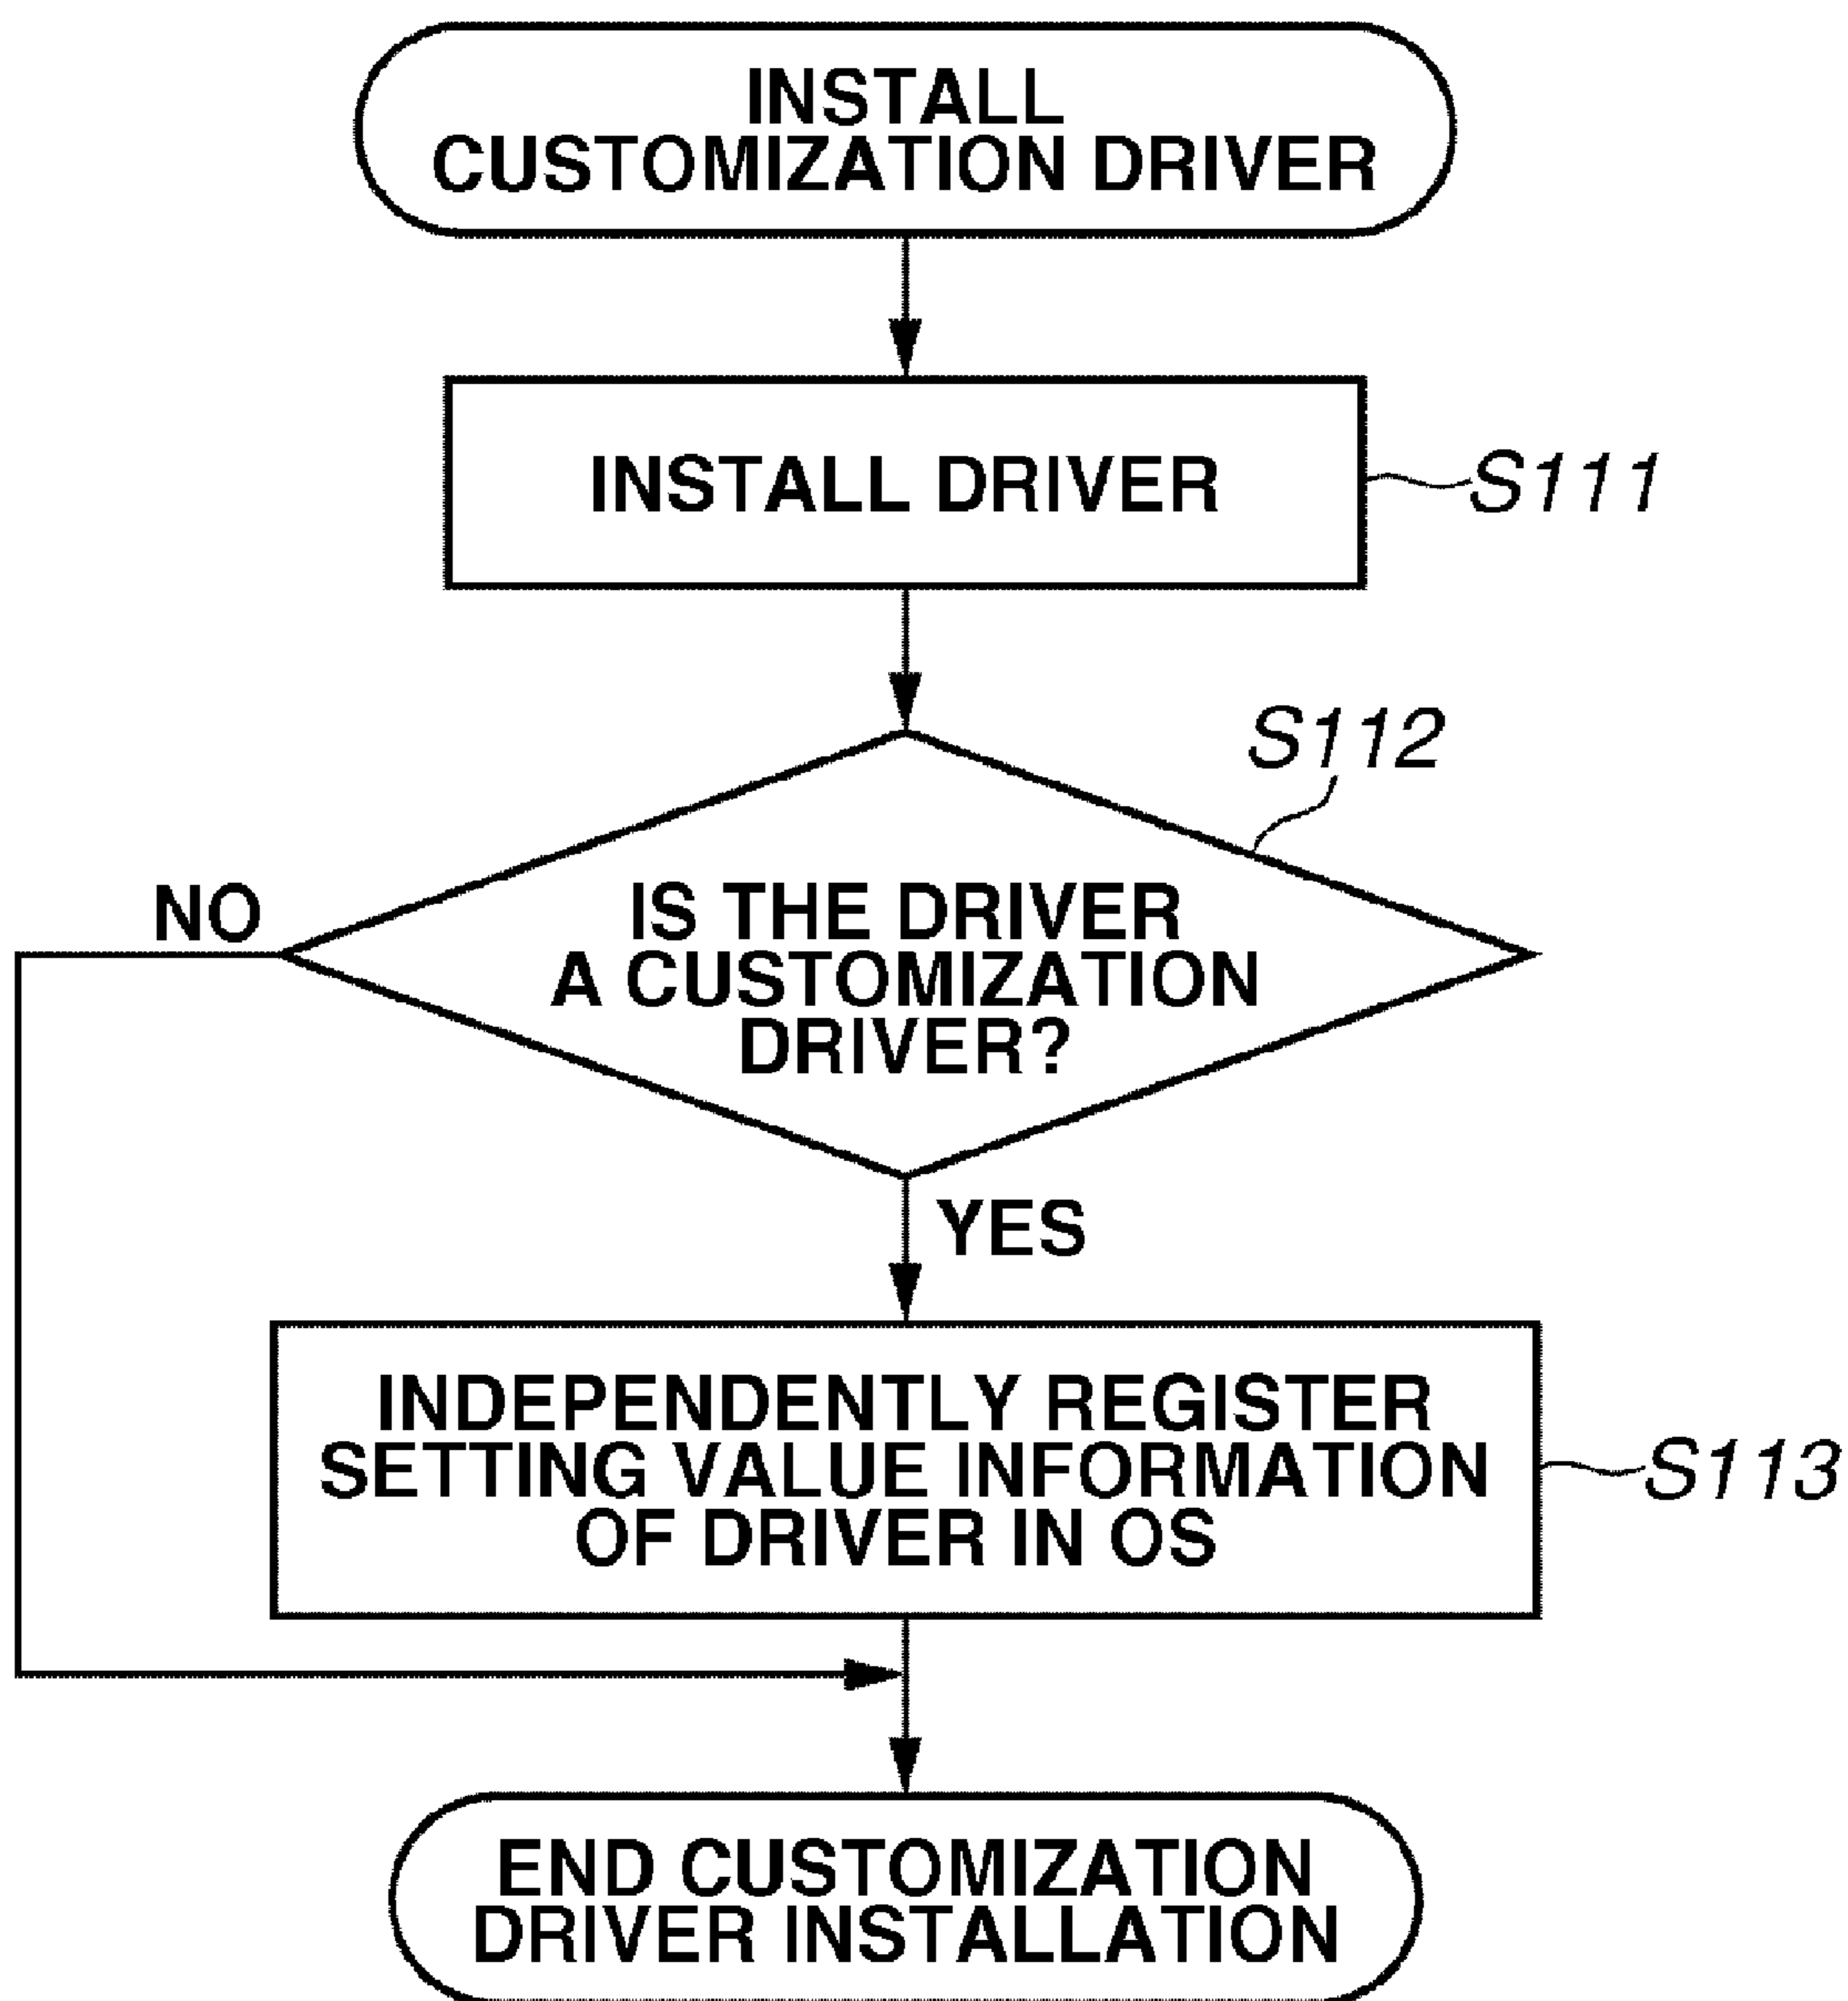 INSTALL
CUSTOMIZATION DRIVER
INSTALL DRIVER
S111
S112
NO
IS THE DRIVER
A CUSTOMIZATION
DRIVER?
YES
INDEPENDENTLY REGISTER
SETTING VALUE INFORMATION
OF DRIVER IN OS
S113
END CUSTOMIZATION
DRIVER INSTALLATION